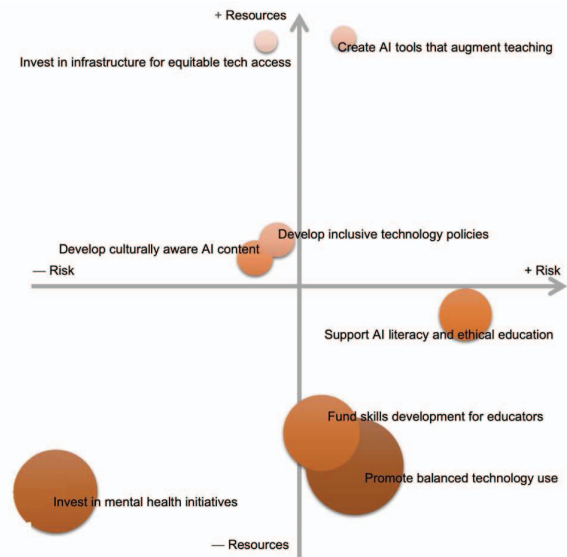 + Resources
Invest in infrastructure for equitable tech access
Create AI tools that augment teaching
Develop inclusive technology policies
Develop culturally aware AI content
— Risk
+ Risk
Support AI literacy and ethical education
Fund skills development for educators
Promote balanced technology use
Invest in mental health initiatives
— Resources